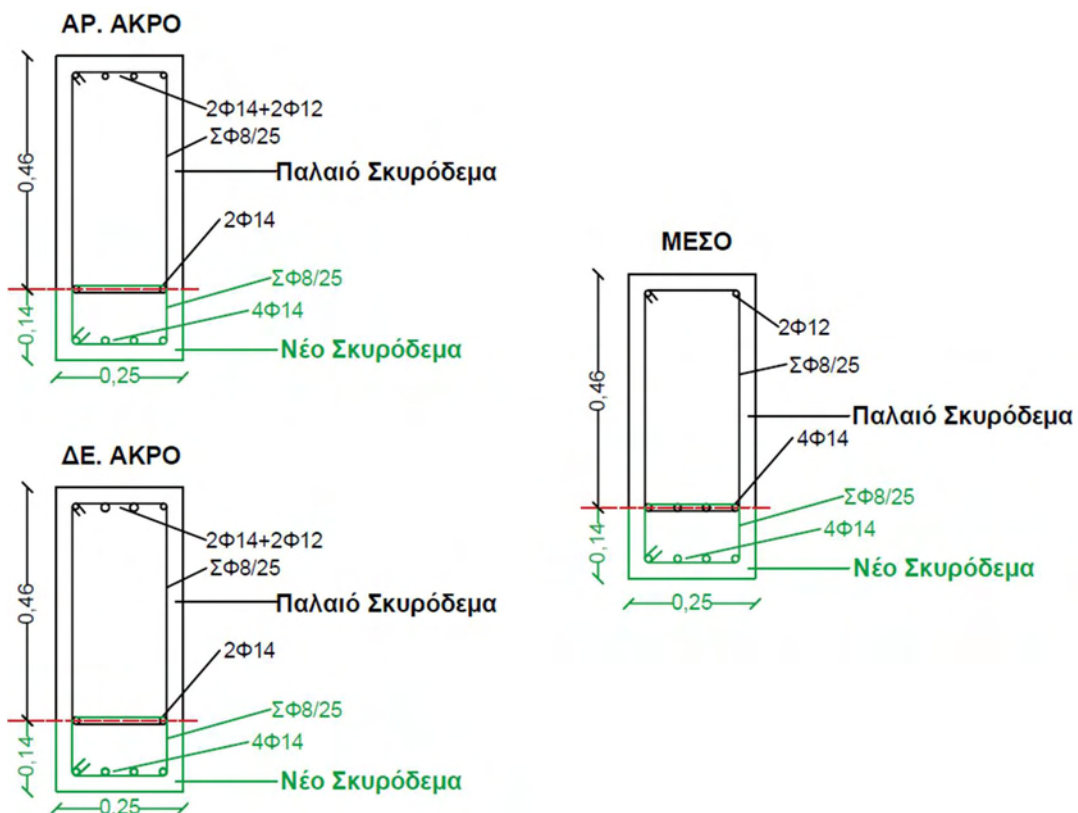 ΑΡ. ΑΚΡΟ
2Φ14+2Φ12
ΣΦ8/25
Παλαιό Σκυρόδεμα
0,46
2Φ14
ΣΦ8/25
4Φ14
0,14
Νέο Σκυρόδεμα
0,25
ΜΕΣΟ
2Φ12
ΣΦ8/25
0,46
Παλαιό Σκυρόδεμα
4Φ14
ΣΦ8/25
4Φ14
0,14
Νέο Σκυρόδεμα
0,25
ΔΕ. ΑΚΡΟ
2Φ14+2Φ12
ΣΦ8/25
Παλαιό Σκυρόδεμα
0,46
2Φ14
ΣΦ8/25
4Φ14
0,14
Νέο Σκυρόδεμα
0,25